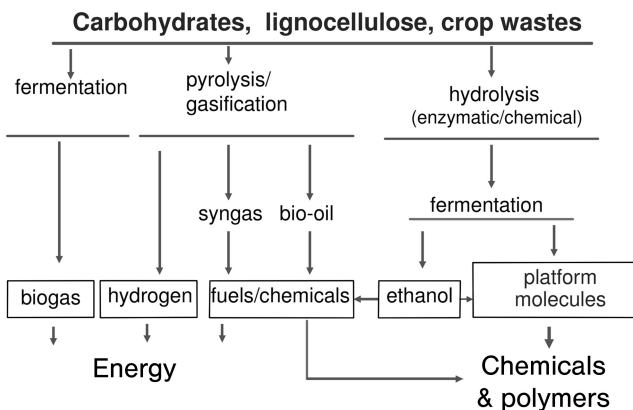 Carbohydrates, lignocellulose, crop wastes
fermentation
pyrolysis/
gasification
hydrolysis
(enzymatic/chemical)
syngas
bio-oil
fermentation
biogas
hydrogen
fuels/chemicals
ethanol
platform
molecules
Energy
Chemicals
& polymers